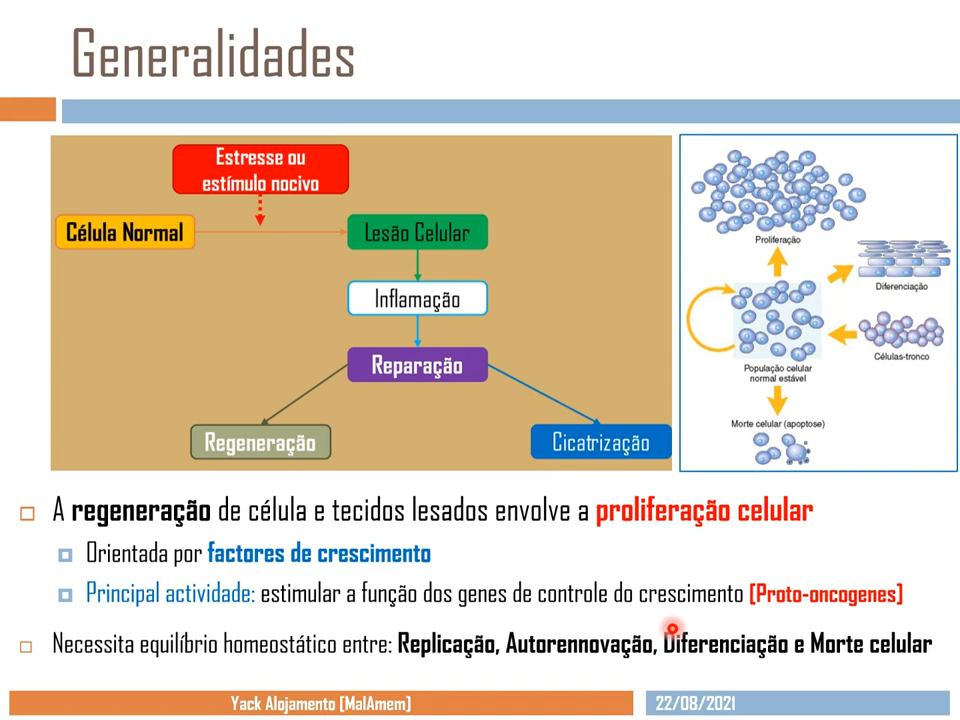 Generalidades
Estresse ou
estímulo nocivo
Célula Normal
Lesão Celular
Inflamação
Reparação
Regeneração
Cicatrização
Proliferação
Diferenciação
Células-tronco
População celular
normal estável
Morte celular (apoptose)
A regeneração de célula e tecidos lesados envolve a proliferação celular
Orientada por factores de crescimento
Principal actividade: estimular a função dos genes de controle do crescimento [Proto-oncogenes]
Necessita equilíbrio homeostático entre: Replicação, Autorennovação, Diferenciação e Morte celular
Yack Alojamento [MalAmem]
22/08/2021